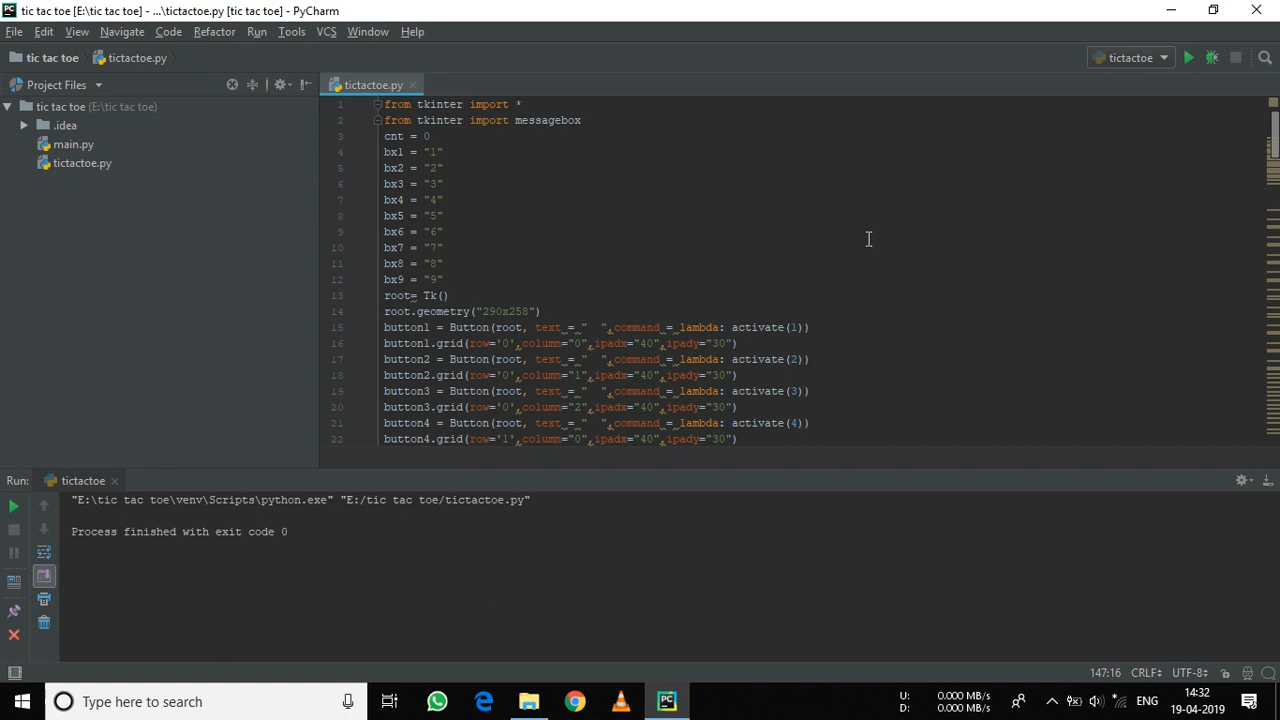 tic tac toe [E:\tic tac toe] - ...\tictactoe.py [tic tac toe] - PyCharm
File Edit View Navigate Code Refactor Run Tools VCS Window Help
tic tac toe tictactoe.py tictactoe
Project Files tictactoe.py
tic tac toe (E:\tic tac toe)
.idea
main.py
tictactoe.py
1 from tkinter import *
2 from tkinter import messagebox
3 cnt = 0
4 bx1 = "1"
5 bx2 = "2"
6 bx3 = "3"
7 bx4 = "4"
8 bx5 = "5"
9 bx6 = "6"
10 bx7 = "7"
11 bx8 = "8"
12 bx9 = "9"
13 root= Tk()
14 root.geometry("290x258")
15 button1 = Button(root, text = "  ",command = lambda: activate(1))
16 button1.grid(row='0',column="0",ipadx="40",ipady="30")
17 button2 = Button(root, text = "  ",command = lambda: activate(2))
18 button2.grid(row='0',column="1",ipadx="40",ipady="30")
19 button3 = Button(root, text = "  ",command = lambda: activate(3))
20 button3.grid(row='0',column="2",ipadx="40",ipady="30")
21 button4 = Button(root, text = "  ",command = lambda: activate(4))
22 button4.grid(row='1',column="0",ipadx="40",ipady="30")
Run: tictactoe
"E:\tic tac toe\venv\Scripts\python.exe" "E:/tic tac toe/tictactoe.py"
Process finished with exit code 0
147:16 CRLF UTF-8
Type here to search
U: 0.000 MB/s
D: 0.000 MB/s
ENG
14:32
19-04-2019